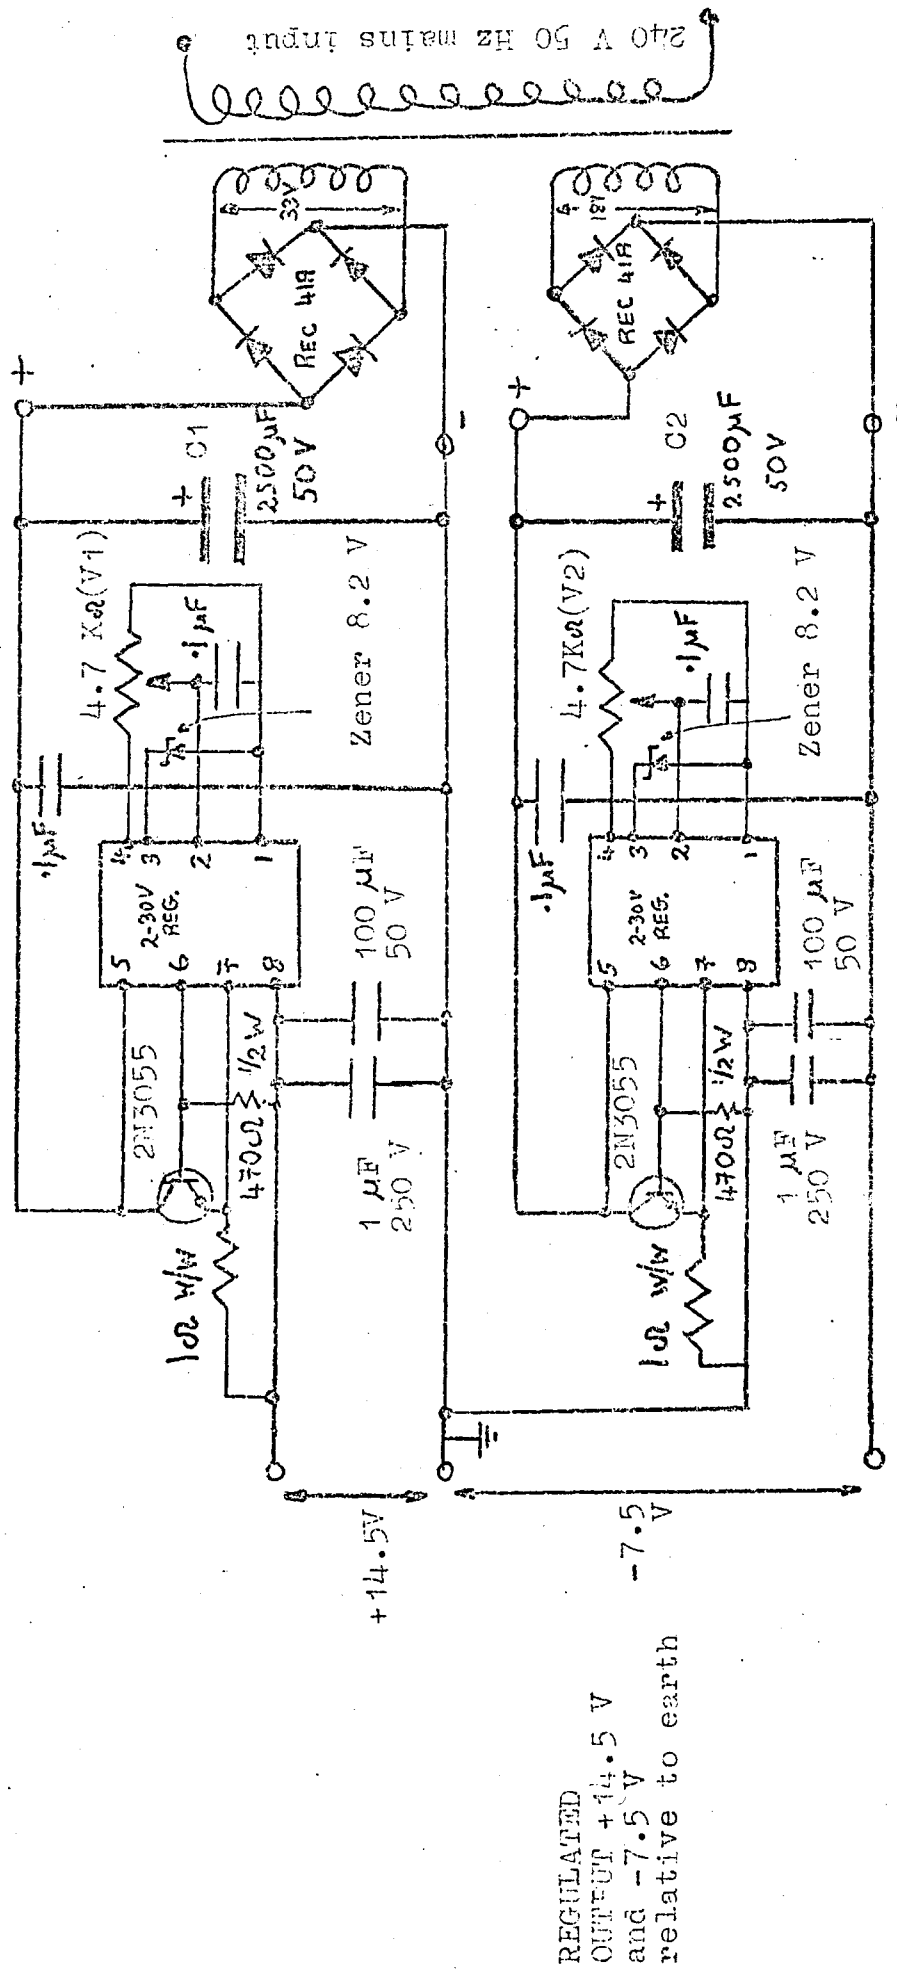 240 V 50 Hz mains input
33V
REC 41A
+
-
+
C1
2500µF
50 V
4.7 KΩ(V1)
.1µF
Zener 8.2 V
.1µF
4
3
2
1
2-30V
REG.
5
6
7
8
100 µF
50 V
2N3055
470Ω 1/2W
1 µF
250 V
1Ω W/W
+14.5V
18V
REC 41A
+
+
C2
2500µF
50V
4.7KΩ(V2)
.1µF
Zener 8.2 V
.1µF
4
3
2
1
2-30V
REG.
5
6
7
8
100 µF
50 V
2N3055
470Ω 1/2W
1 µF
250 V
1Ω W/W
-7.5
V
REGULATED
OUTPUT +14.5 V
and -7.5 V
relative to earth